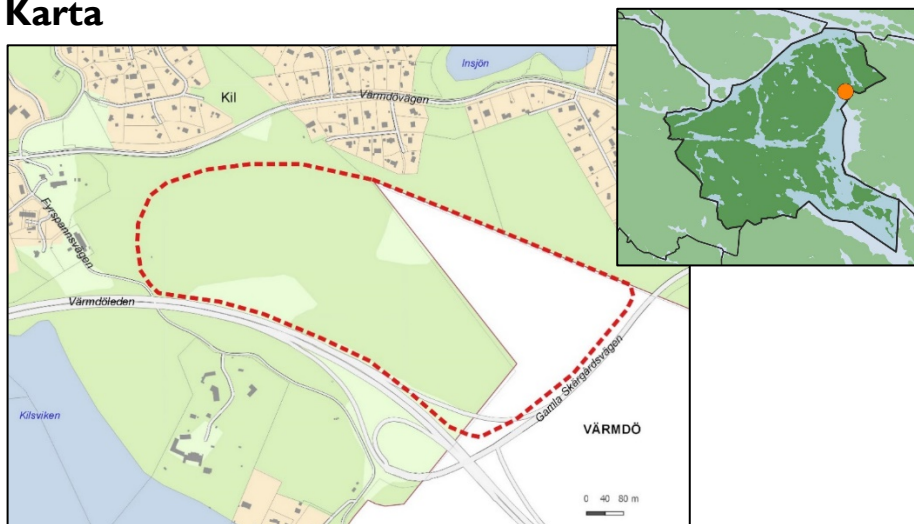 Karta
Insjön
Kil
Värmdövägen
Fyrspannsvägen
Värmdöleden
Gamla Skärgårdsvägen
Kilsviken
VÄRMDÖ
0 40 80 m